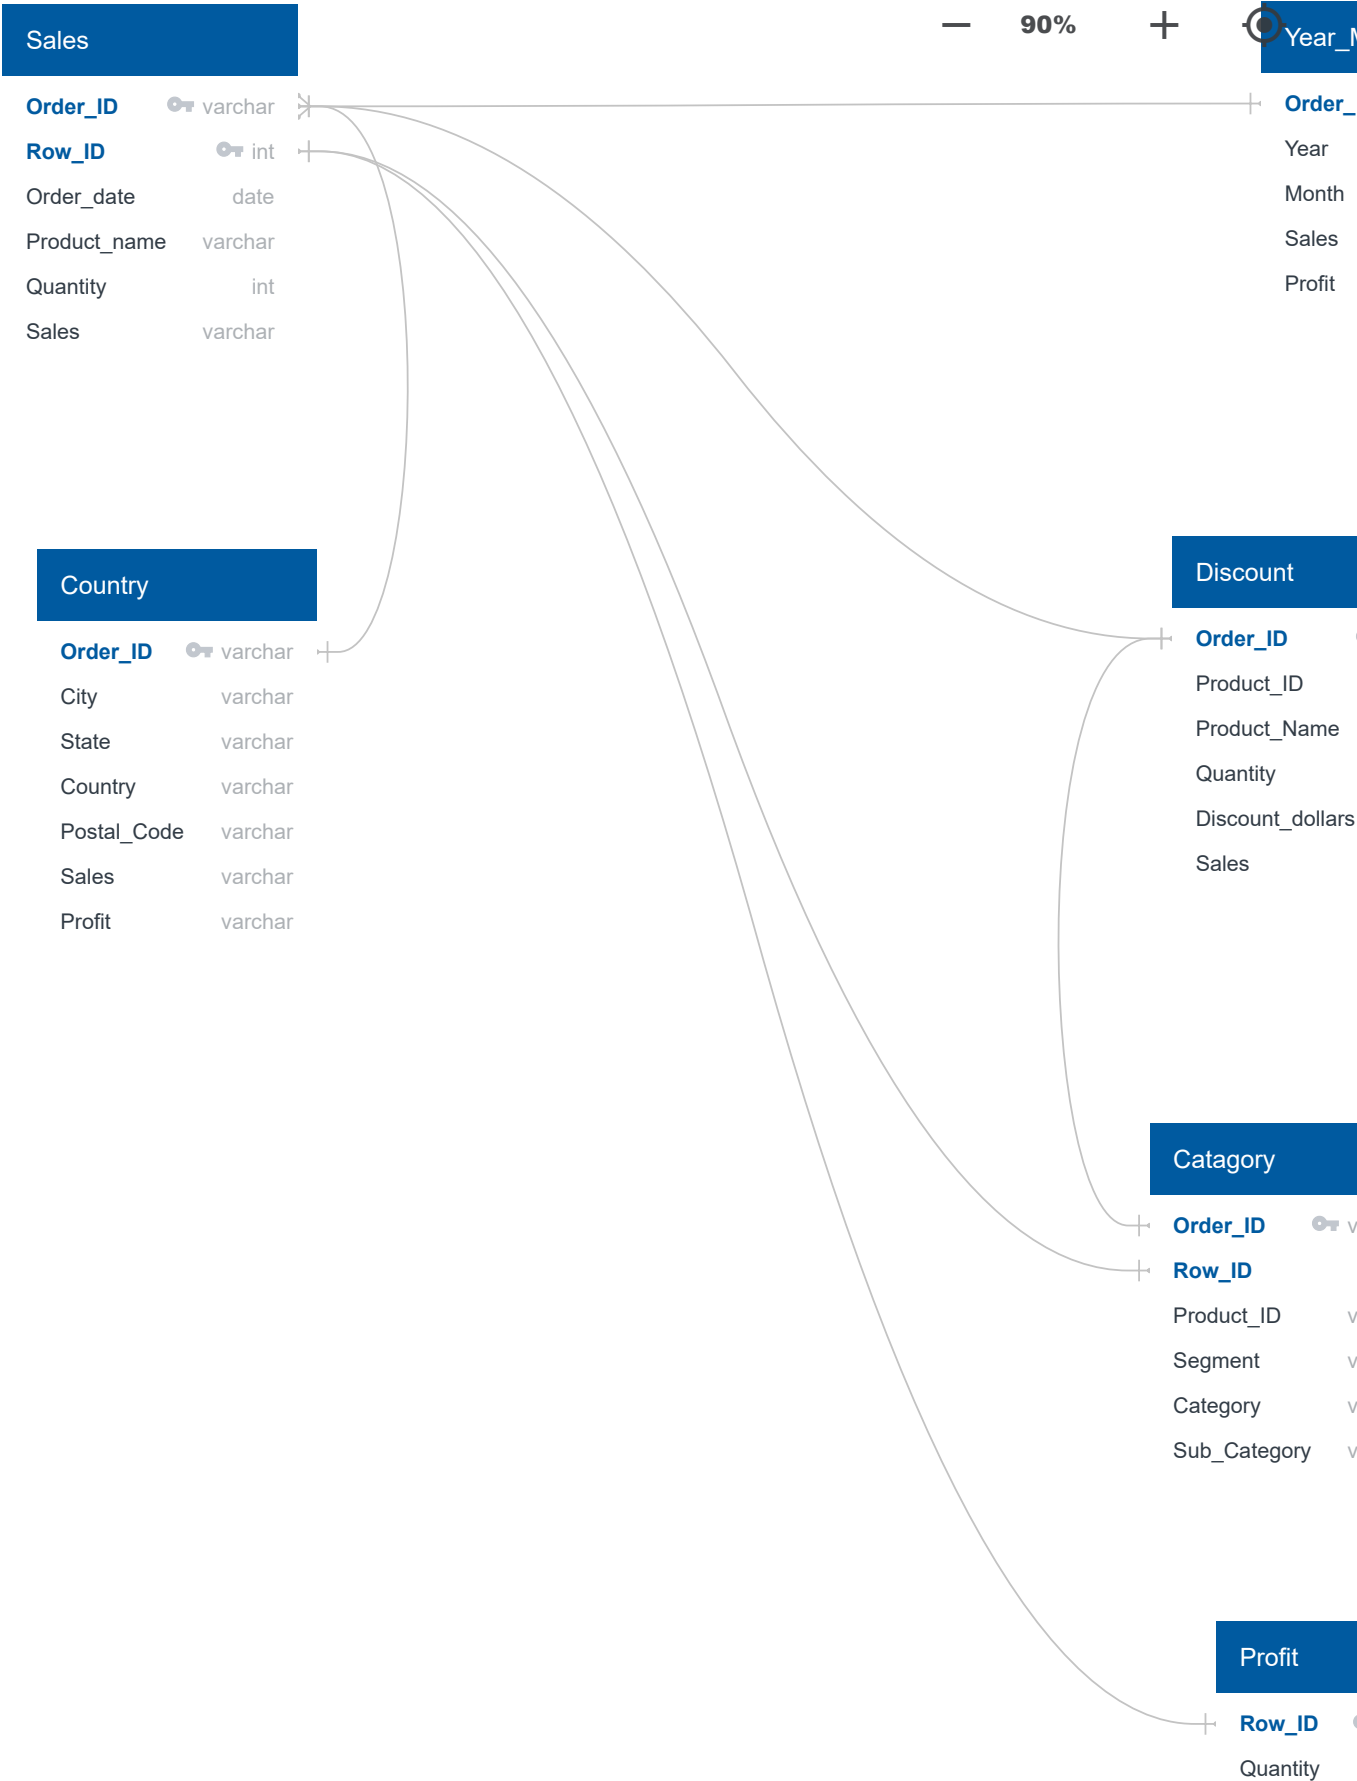 Sales
Order_ID varchar
Row_ID int
Order_date date
Product_name varchar
Quantity int
Sales varchar
90%
Country
Order_ID varchar
City varchar
State varchar
Country varchar
Postal_Code varchar
Sales varchar
Profit varchar
Year_M
Order_
Year
Month
Sales
Profit
Discount
Order_ID
Product_ID
Product_Name
Quantity
Discount_dollars
Sales
Catagory
Order_ID v
Row_ID
Product_ID v
Segment v
Category v
Sub_Category v
Profit
Row_ID
Quantity